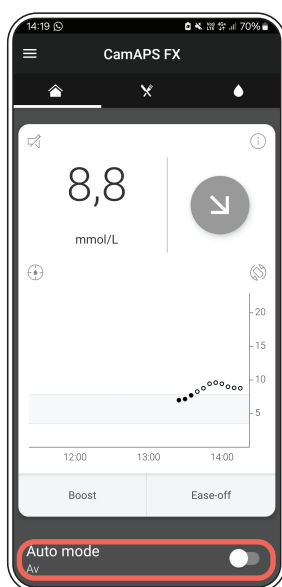 14:19 70%
CamAPS FX
8,8
mmol/L
20
15
10
5
12:00 13:00 14:00
Boost Ease-off
Auto mode
Av